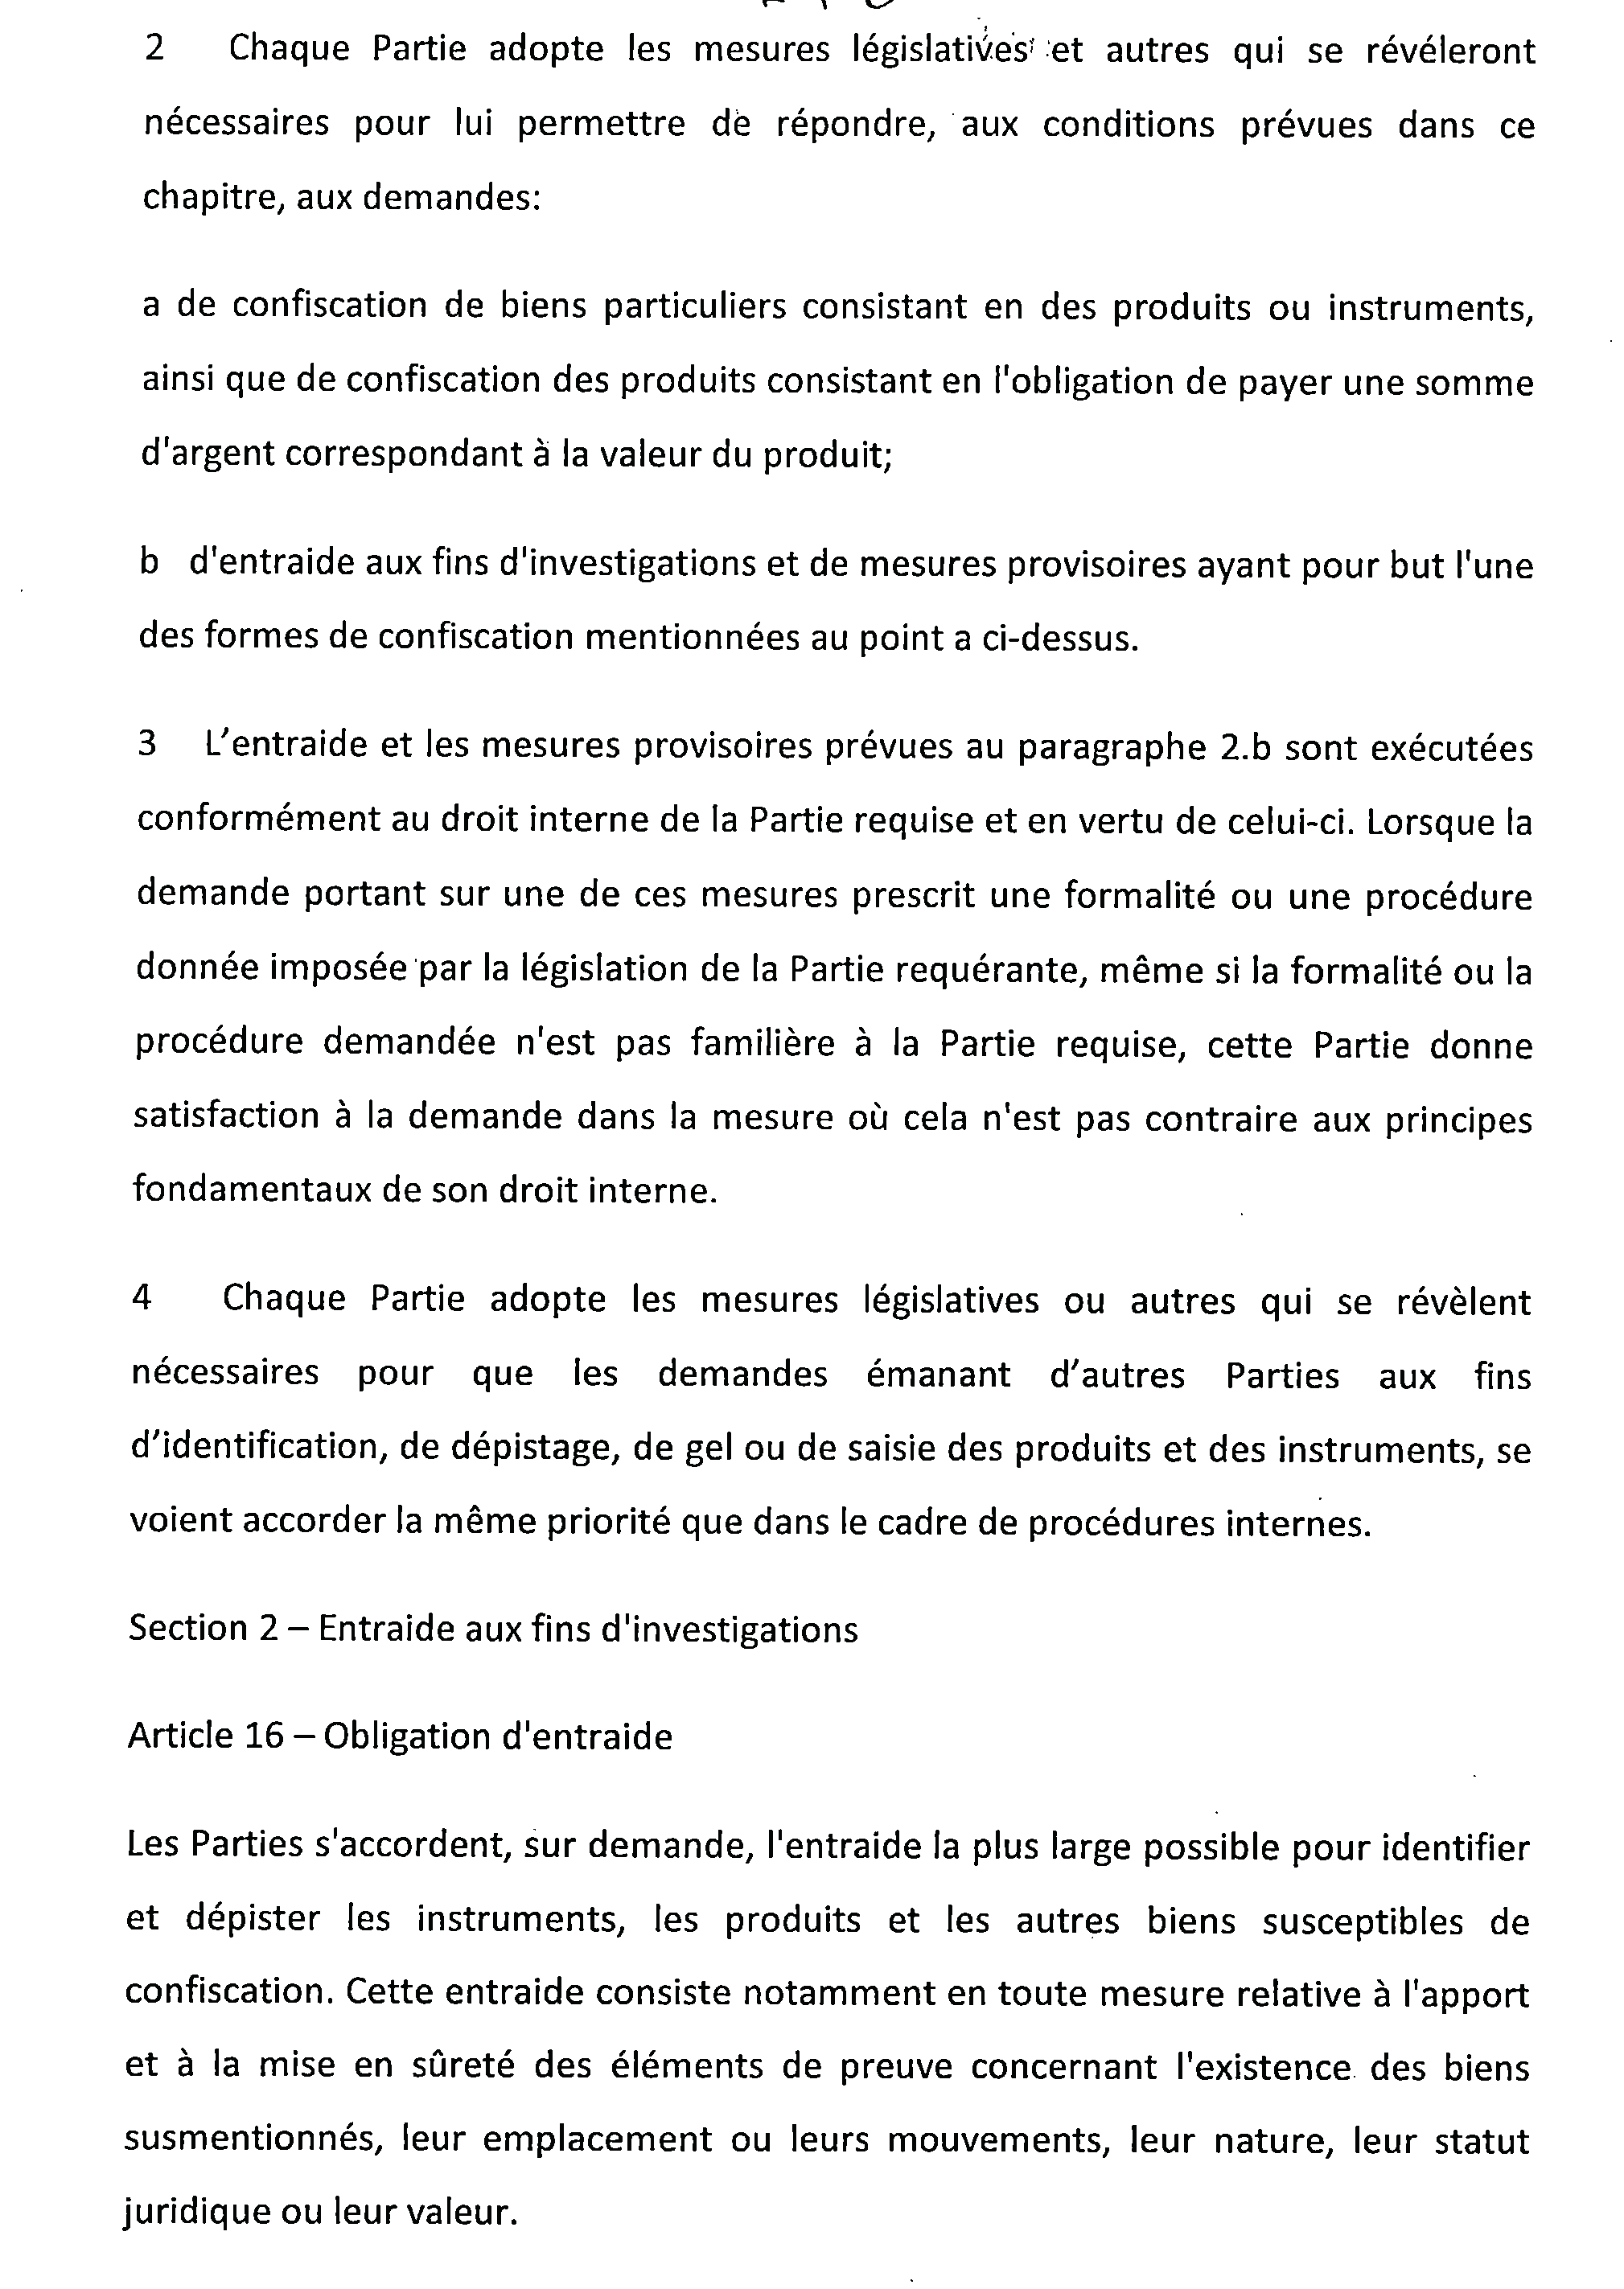 2 Chaque Partie adopte les mesures législatives et autres qui se révéleront
nécessaires pour lui permettre de répondre, aux conditions prévues dans ce
chapitre, aux demandes:
a de confiscation de biens particuliers consistant en des produits ou instruments,
ainsi que de confiscation des produits consistant en l'obligation de payer une somme
d'argent correspondant à la valeur du produit;
b d'entraide aux fins d'investigations et de mesures provisoires ayant pour but l'une
des formes de confiscation mentionnées au point a ci-dessus.
3 L’entraide et les mesures provisoires prévues au paragraphe 2.b sont exécutées
conformément au droit interne de la Partie requise et en vertu de celui-ci. Lorsque la
demande portant sur une de ces mesures prescrit une formalité ou une procédure
donnée imposée par la législation de la Partie requérante, même si la formalité ou la
procédure demandée n'est pas familière à la Partie requise, cette Partie donne
satisfaction à la demande dans la mesure où cela n'est pas contraire aux principes
fondamentaux de son droit interne.
4 Chaque Partie adopte les mesures législatives ou autres qui se révèlent
nécessaires pour que les demandes émanant d’autres Parties aux fins
d’identification, de dépistage, de gel ou de saisie des produits et des instruments, se
voient accorder la même priorité que dans le cadre de procédures internes.
Section 2 – Entraide aux fins d'investigations
Article 16 – Obligation d'entraide
Les Parties s'accordent, sur demande, l'entraide la plus large possible pour identifier
et dépister les instruments, les produits et les autres biens susceptibles de
confiscation. Cette entraide consiste notamment en toute mesure relative à l'apport
et à la mise en sûreté des éléments de preuve concernant l'existence des biens
susmentionnés, leur emplacement ou leurs mouvements, leur nature, leur statut
juridique ou leur valeur.